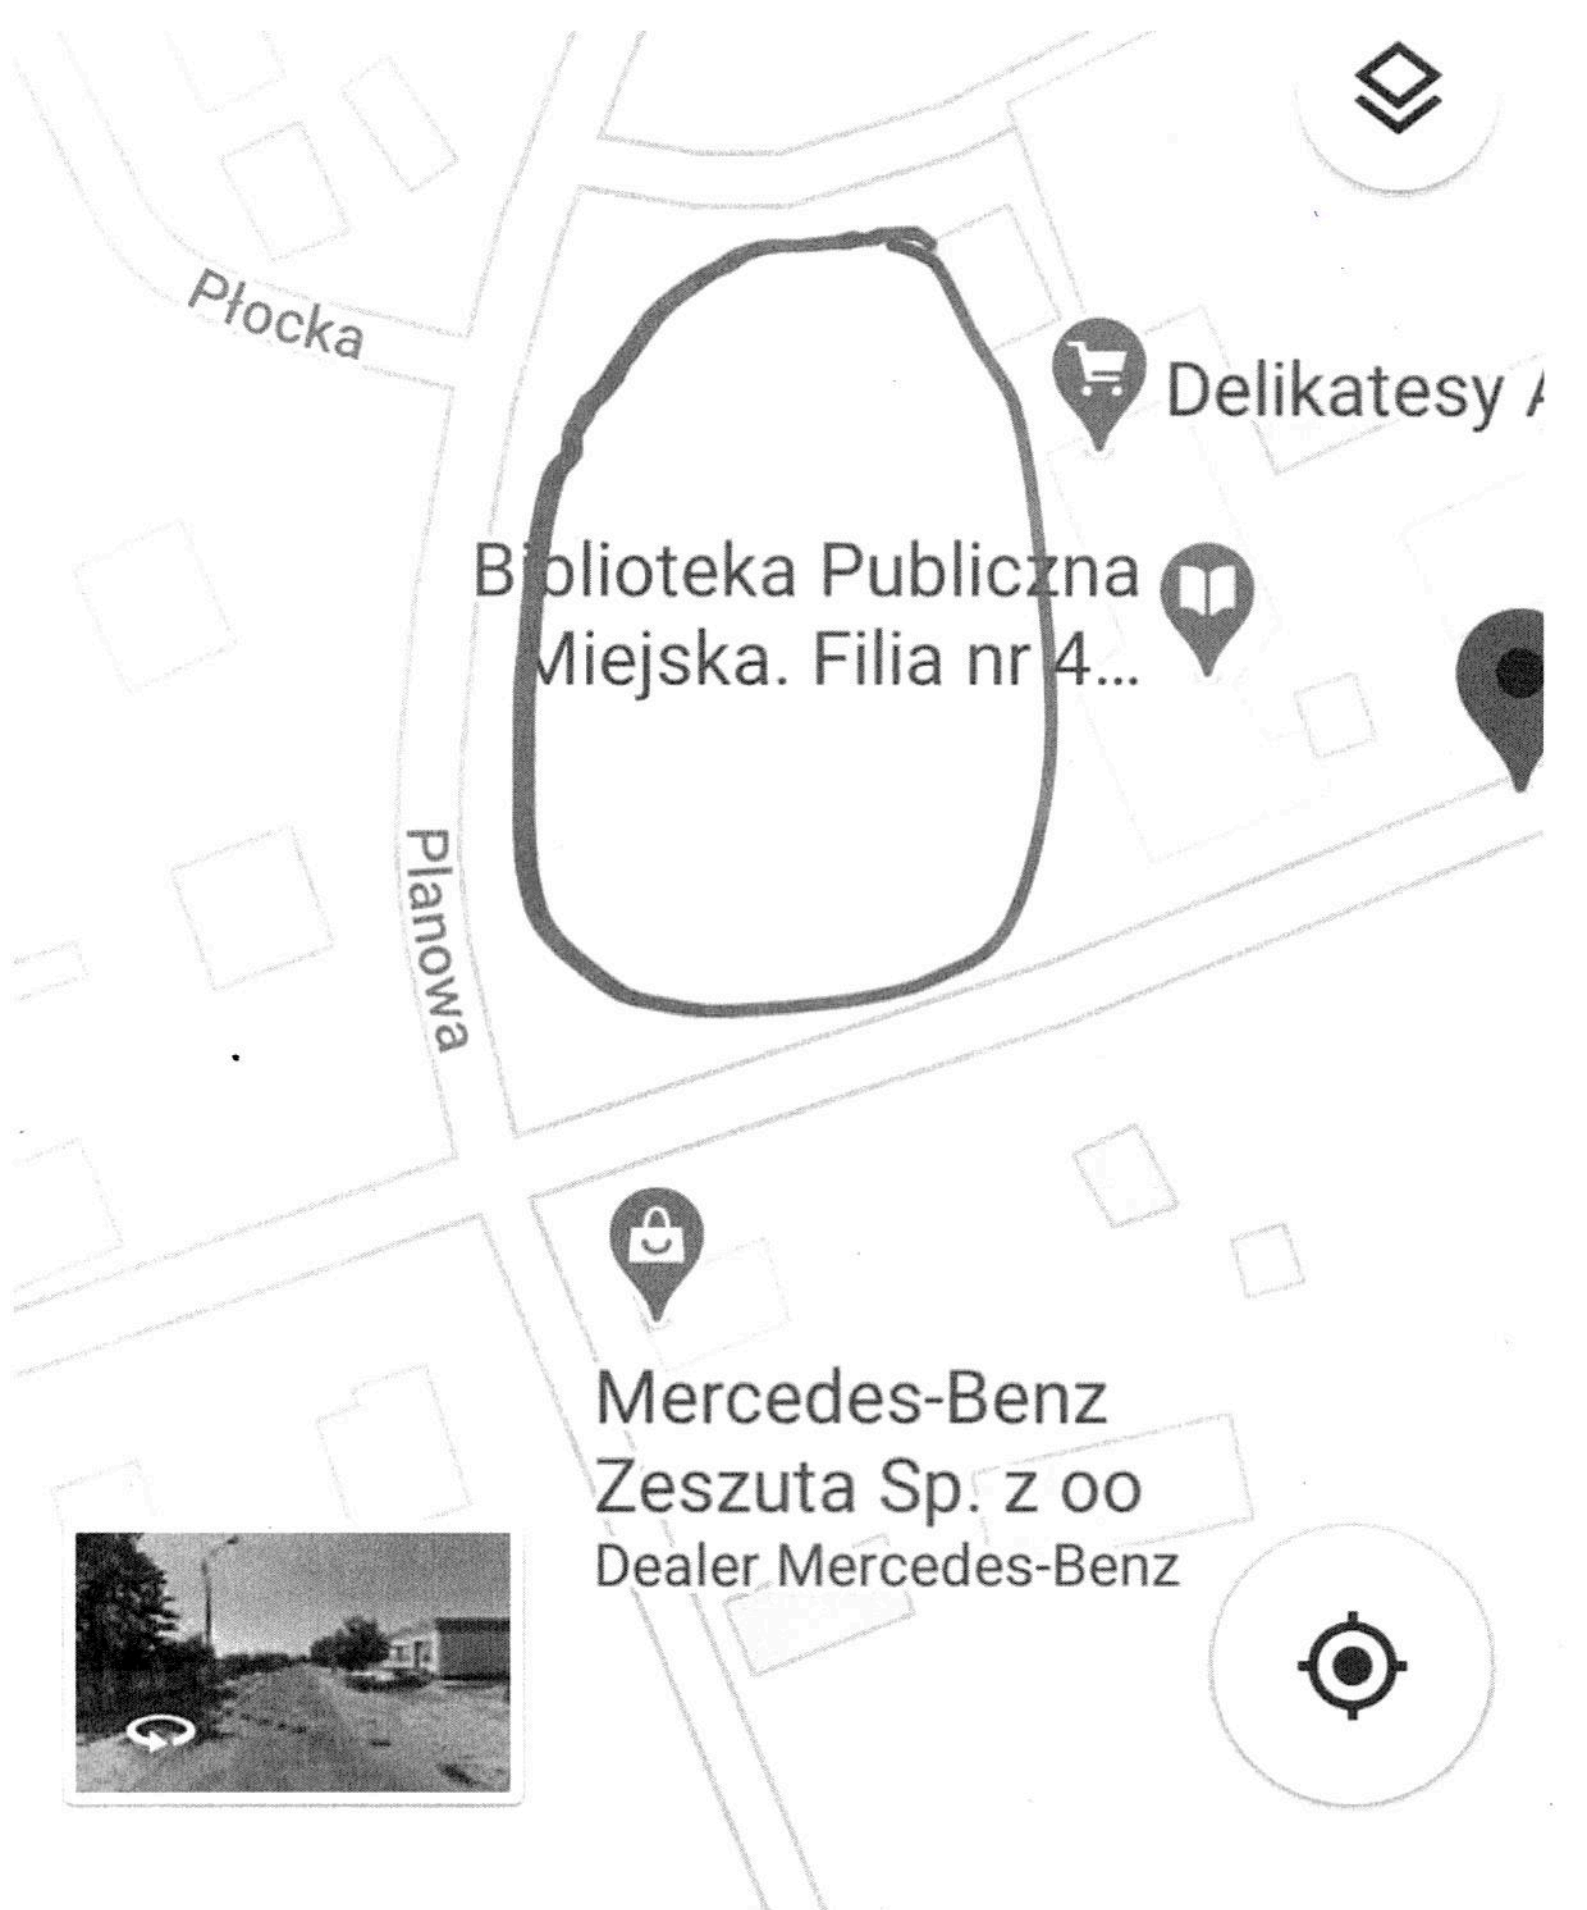 Płocka
Delikatesy A
Biblioteka Publiczna
Miejska. Filia nr 4...
Planowa
Mercedes-Benz
Zeszuta Sp. z oo
Dealer Mercedes-Benz